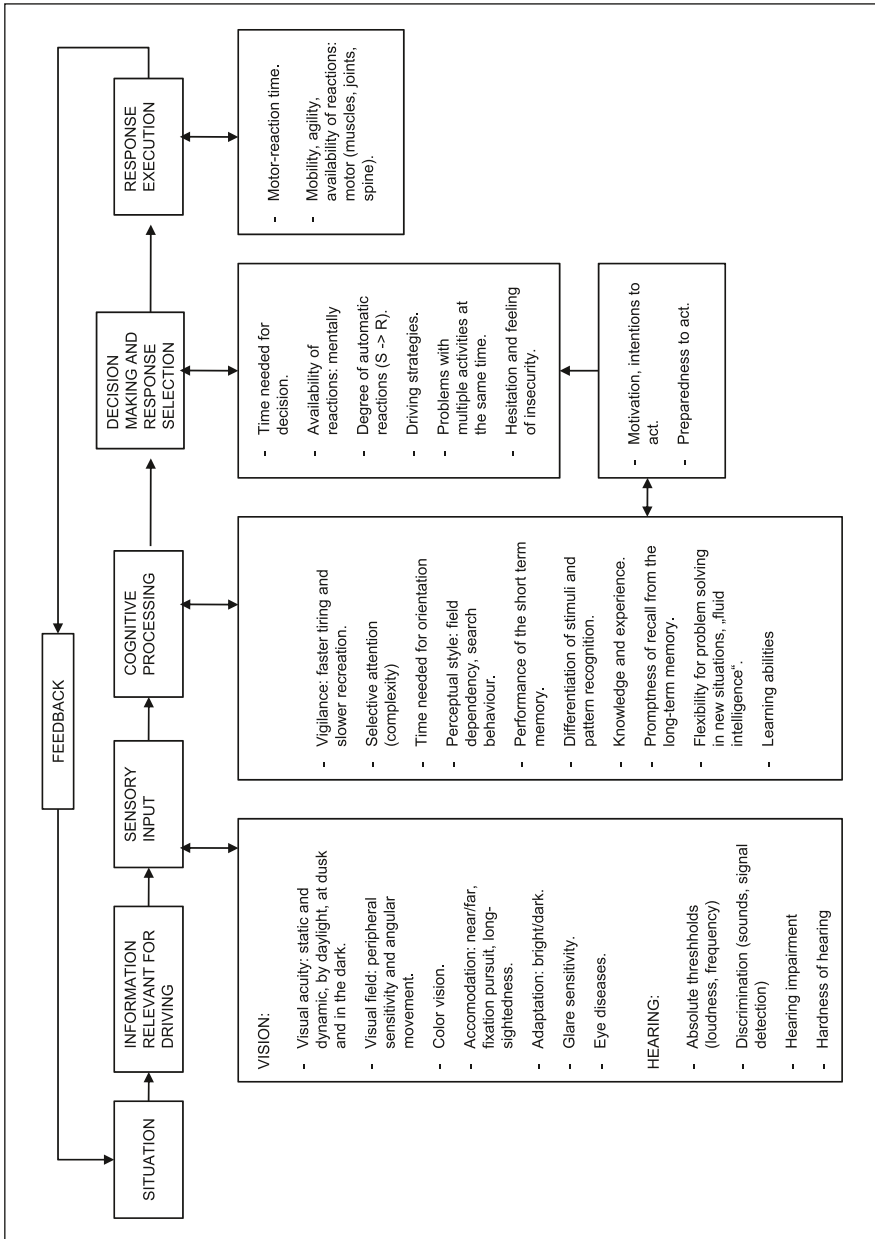 FEEDBACK
SITUATION
INFORMATION
RELEVANT FOR
DRIVING
SENSORY
INPUT
COGNITIVE
PROCESSING
DECISION
MAKING AND
RESPONSE
SELECTION
RESPONSE
EXECUTION
VISION:
- Visual acuity: static and
dynamic, by daylight, at dusk
and in the dark.
- Visual field: peripheral
sensitivity and angular
movement.
- Color vision.
- Accomodation: near/far,
fixation pursuit, long-
sightedness.
- Adaptation: bright/dark.
- Glare sensitivity.
- Eye diseases.
HEARING:
- Absolute threshholds
(loudness, frequency)
- Discrimination (sounds, signal
detection)
- Hearing impairment
- Hardness of hearing
- Vigilance: faster tiring and
slower recreation.
- Selective attention
(complexity)
- Time needed for orientation
- Perceptual style: field
dependency, search
behaviour.
- Performance of the short term
memory.
- Differentiation of stimuli and
pattern recognition.
- Knowledge and experience.
- Promptness of recall from the
long-term memory.
- Flexibility for problem solving
in new situations, „fluid
intelligence“.
- Learning abilities
- Time needed for
decision.
- Availability of
reactions: mentally
- Degree of automatic
reactions (S -> R).
- Driving strategies.
- Problems with
multiple activities at
the same time.
- Hesitation and feeling
of insecurity.
- Motivation, intentions to
act.
- Preparedness to act.
- Motor-reaction time.
- Mobility, agility,
availability of reactions:
motor (muscles, joints,
spine).